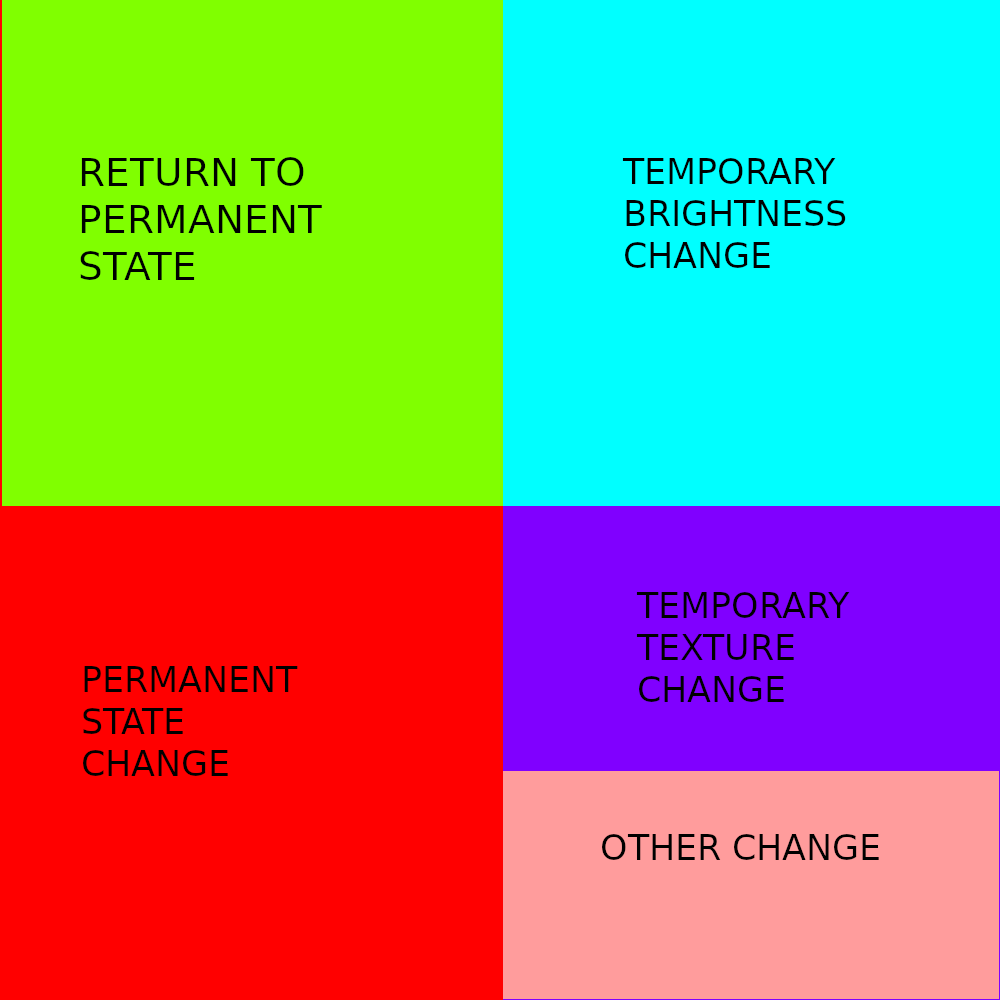 RETURN TO
PERMANENT
STATE
TEMPORARY
BRIGHTNESS
CHANGE
PERMANENT
STATE
CHANGE
TEMPORARY
TEXTURE
CHANGE
OTHER CHANGE